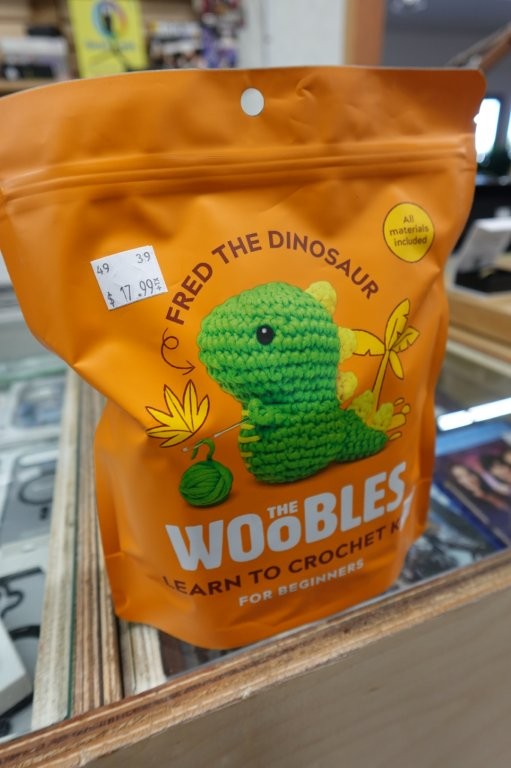 All
materials
included
49 39
$ 17.99
FRED THE DINOSAUR
THE
WOOBLES
LEARN TO CROCHET K
FOR BEGINNERS